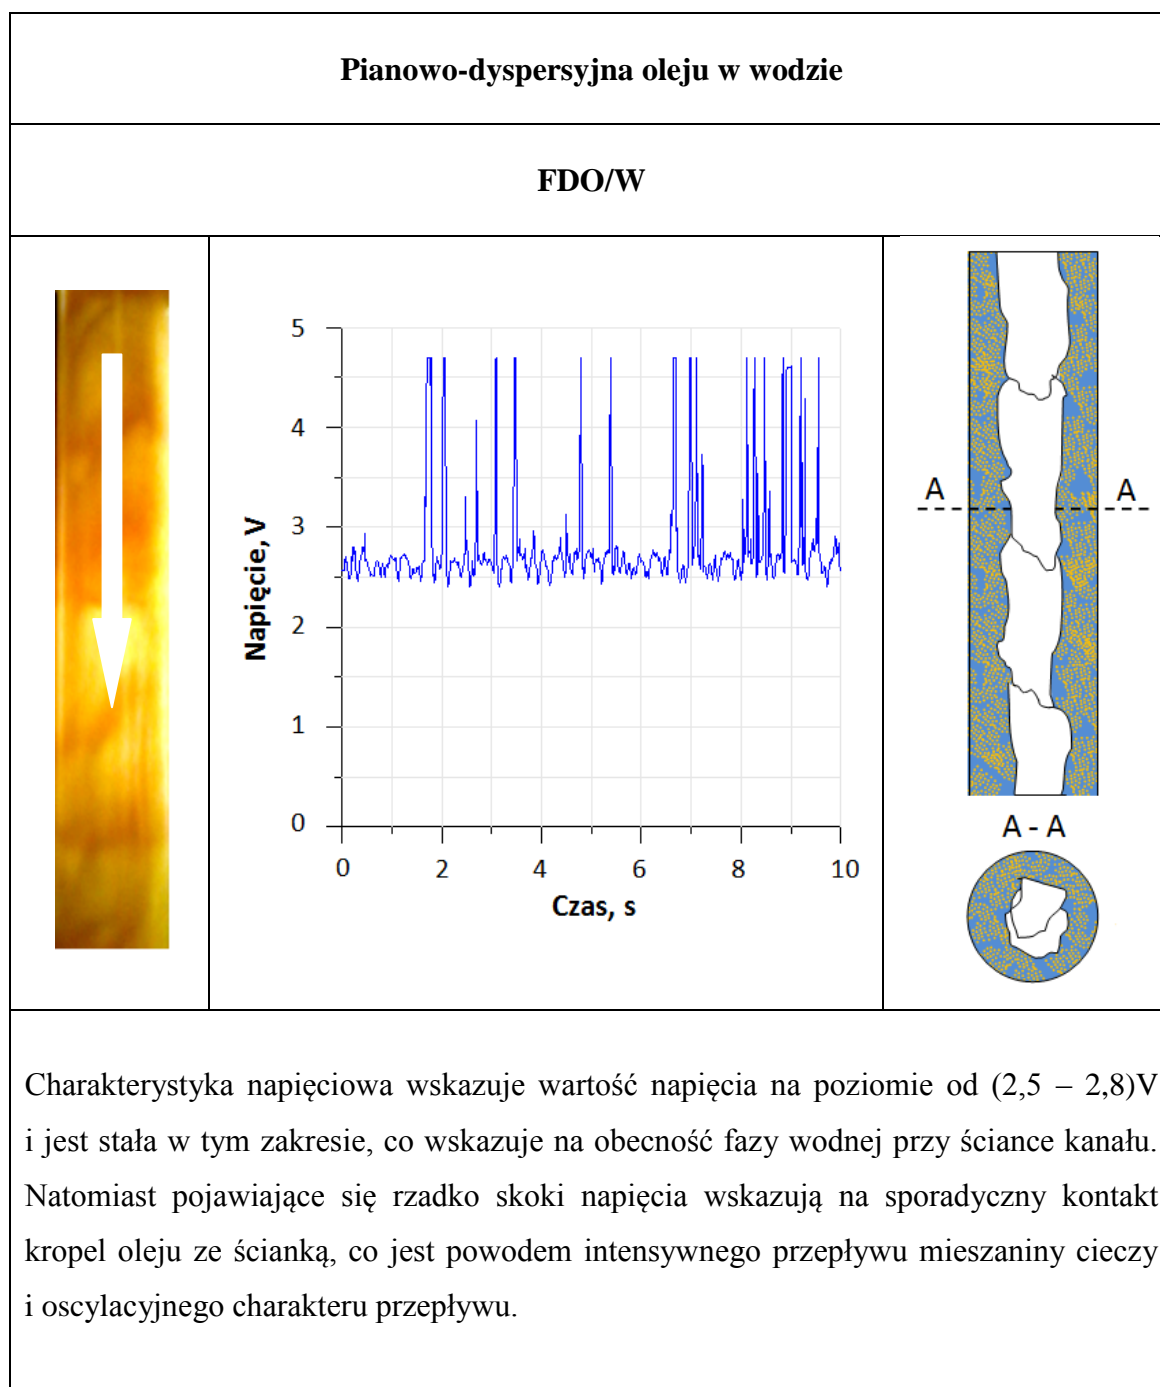 Pianowo-dyspersyjna oleju w wodzie
FDO/W
5
4
3
2
1
0
Napięcie, V
0 2 4 6 8 10
Czas, s
A A
A - A
Charakterystyka napięciowa wskazuje wartość napięcia na poziomie od (2,5 – 2,8)V
i jest stała w tym zakresie, co wskazuje na obecność fazy wodnej przy ściance kanału.
Natomiast pojawiające się rzadko skoki napięcia wskazują na sporadyczny kontakt
kropel oleju ze ścianką, co jest powodem intensywnego przepływu mieszaniny cieczy
i oscylacyjnego charakteru przepływu.